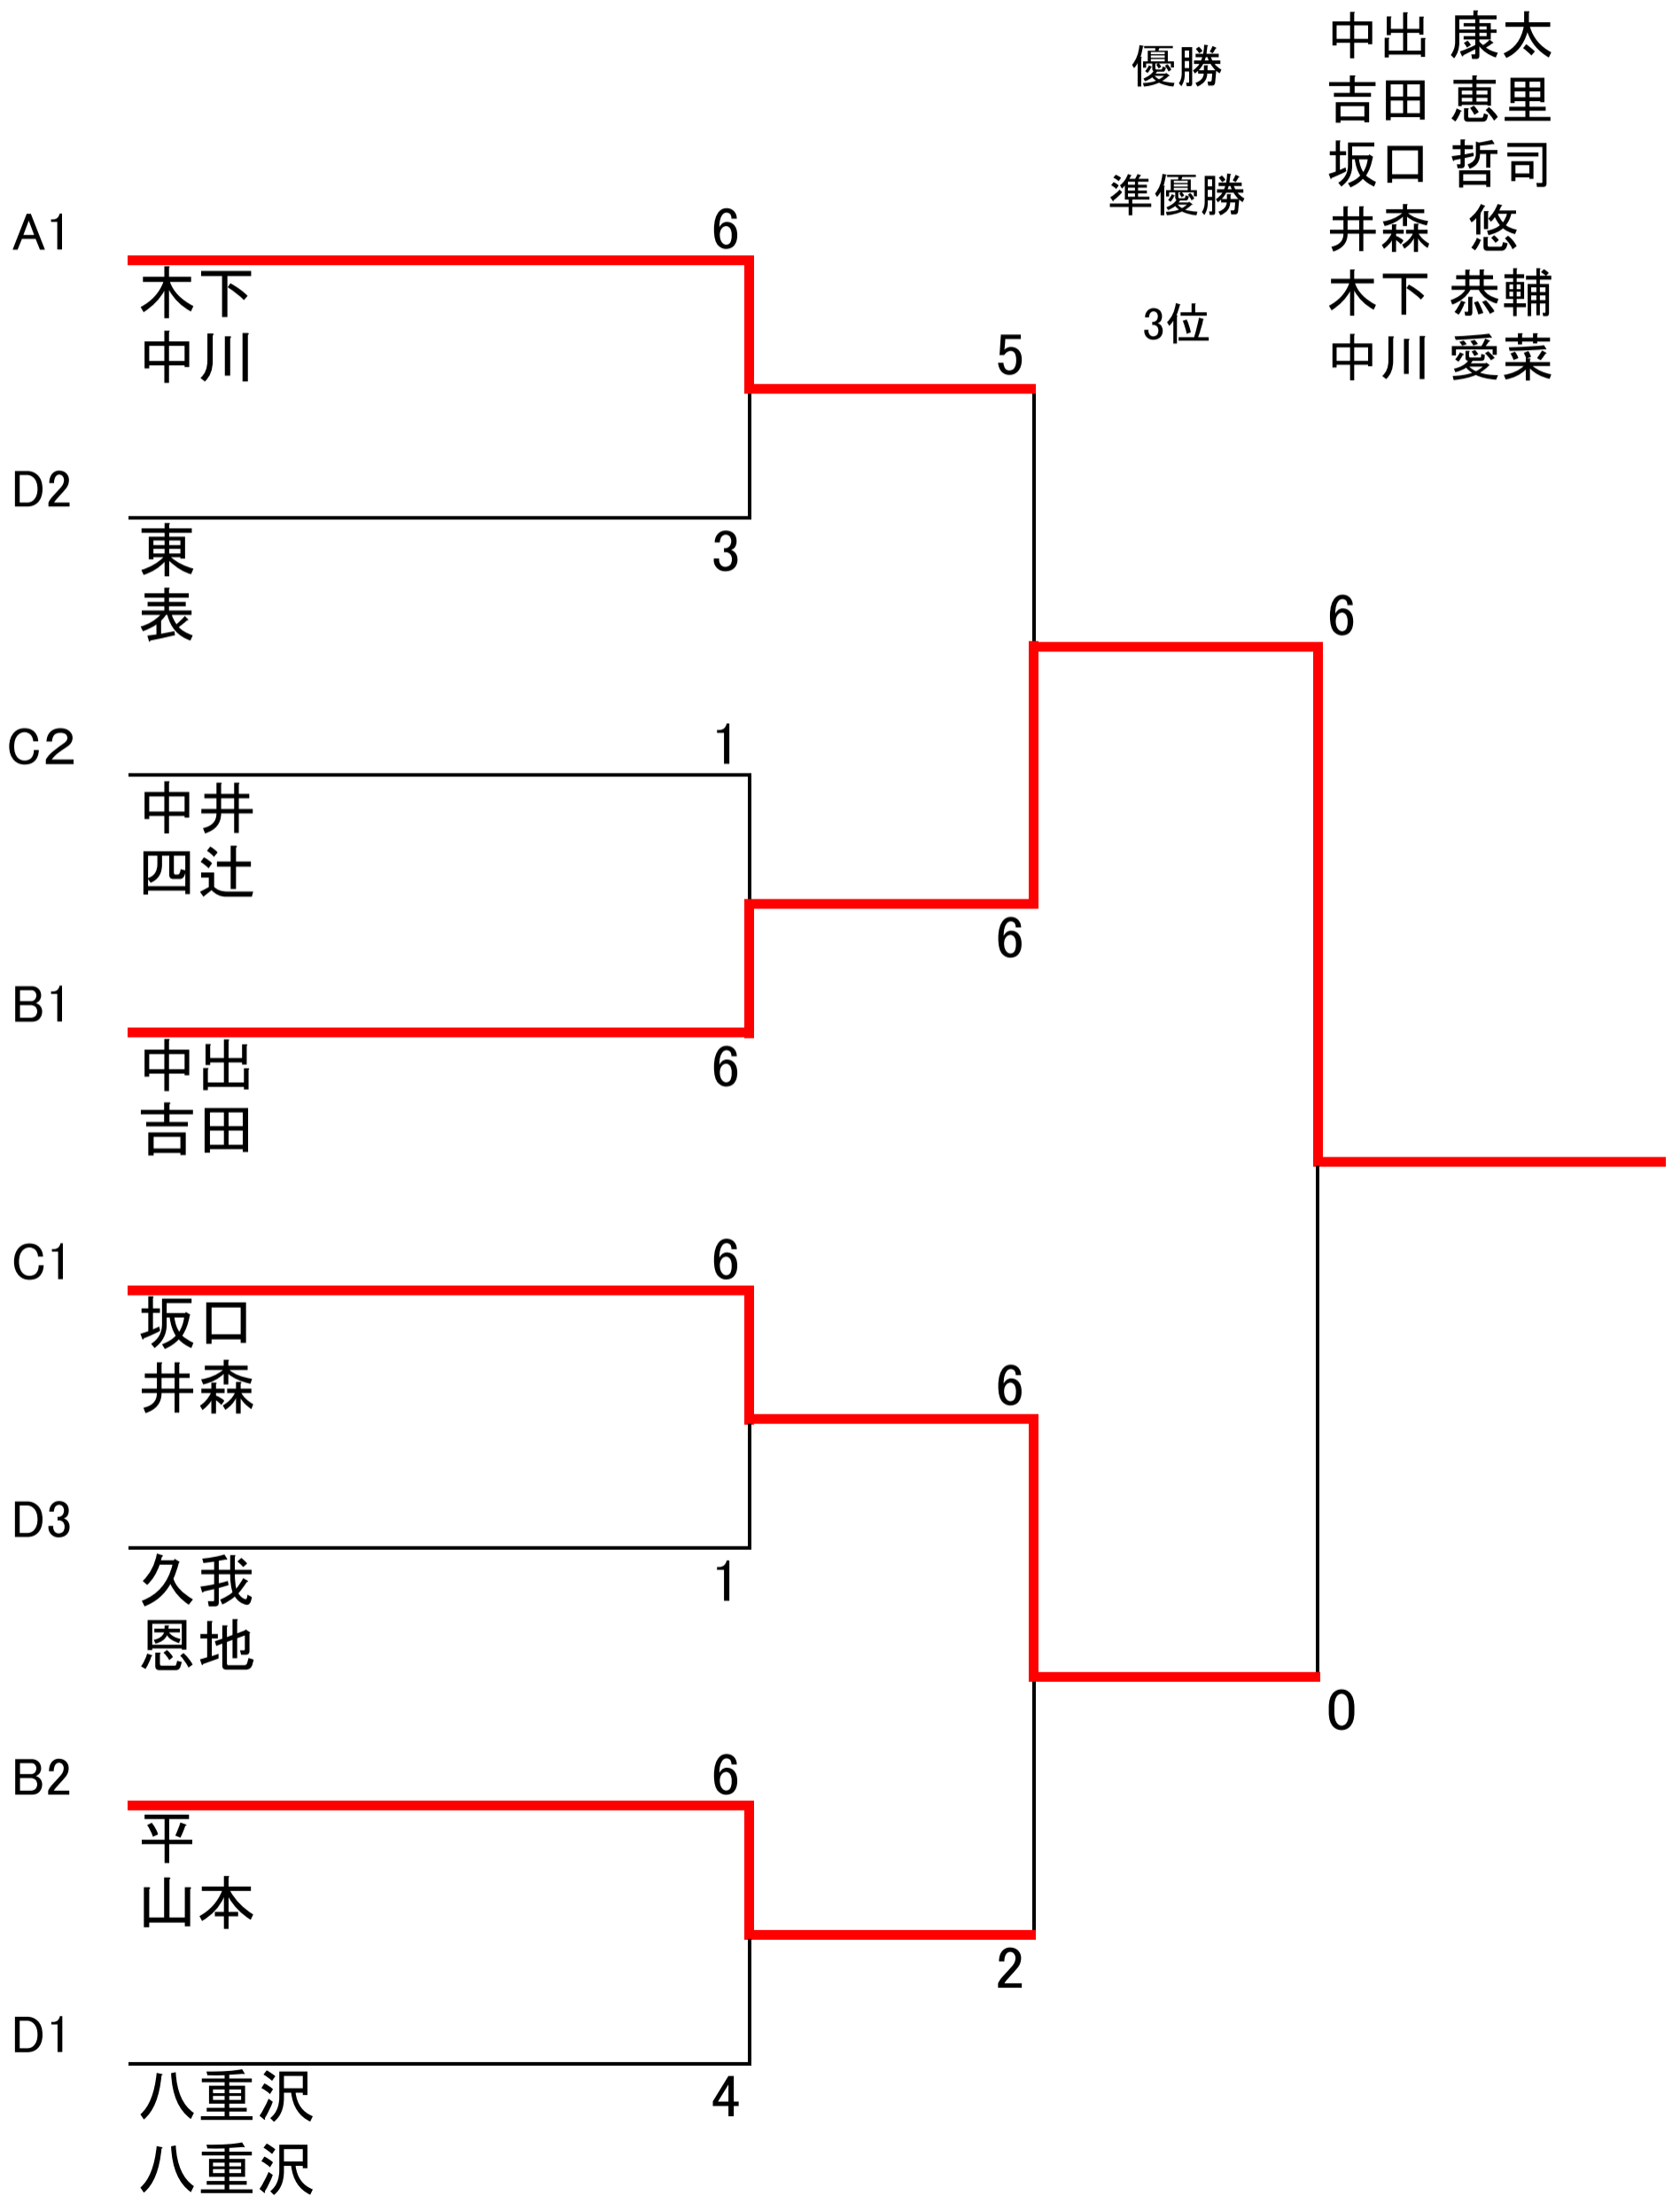 優勝 中出 康太
吉田 恵里
準優勝 坂口 哲司
井森 悠
3位 木下 恭輔
中川 愛菜
A1 6
木下
中川
5
D2
東 3
表
6
C2 1
中井
四辻
6
B1
中出 6
吉田
C1 6
坂口
井森
6
D3
久我 1
恩地
0
B2 6
平
山本
2
D1
八重沢 4
八重沢